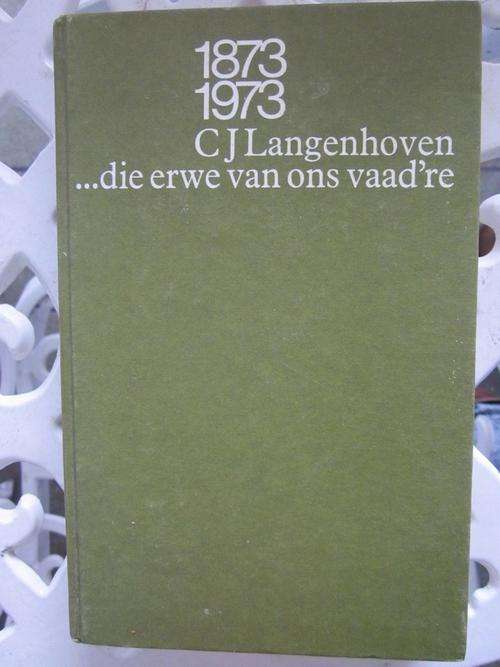 1873
1973
C J Langenhoven
...die erwe van ons vaad're